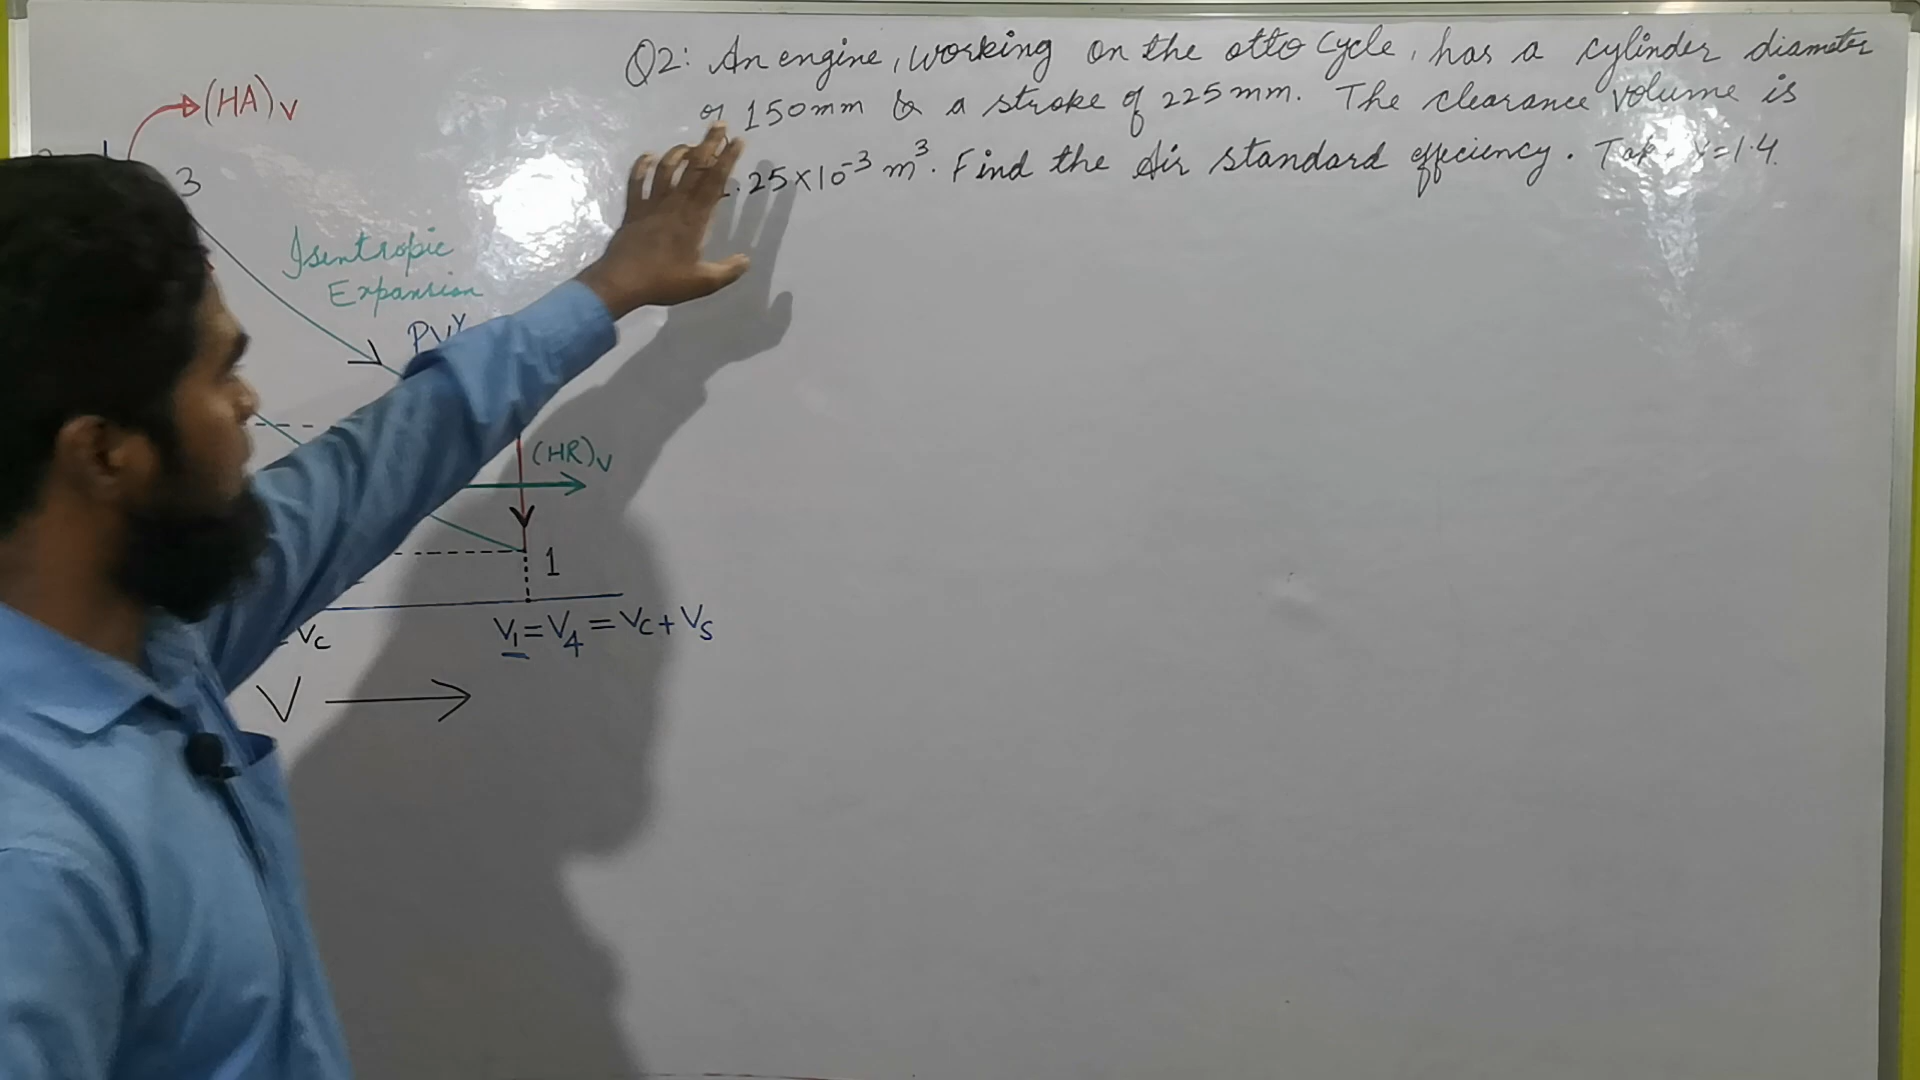 Q2: An engine, working on the otto cycle, has a cylinder diameter
of 150mm & a stroke of 225mm. The clearance volume is
.25×10⁻³ m³. Find the Air standard effeciency. γ=1.4.
(HA)V
3
Isentropic
Expansion
PVγ
(HR)V
1
= VC
V1=V4=VC+VS
V